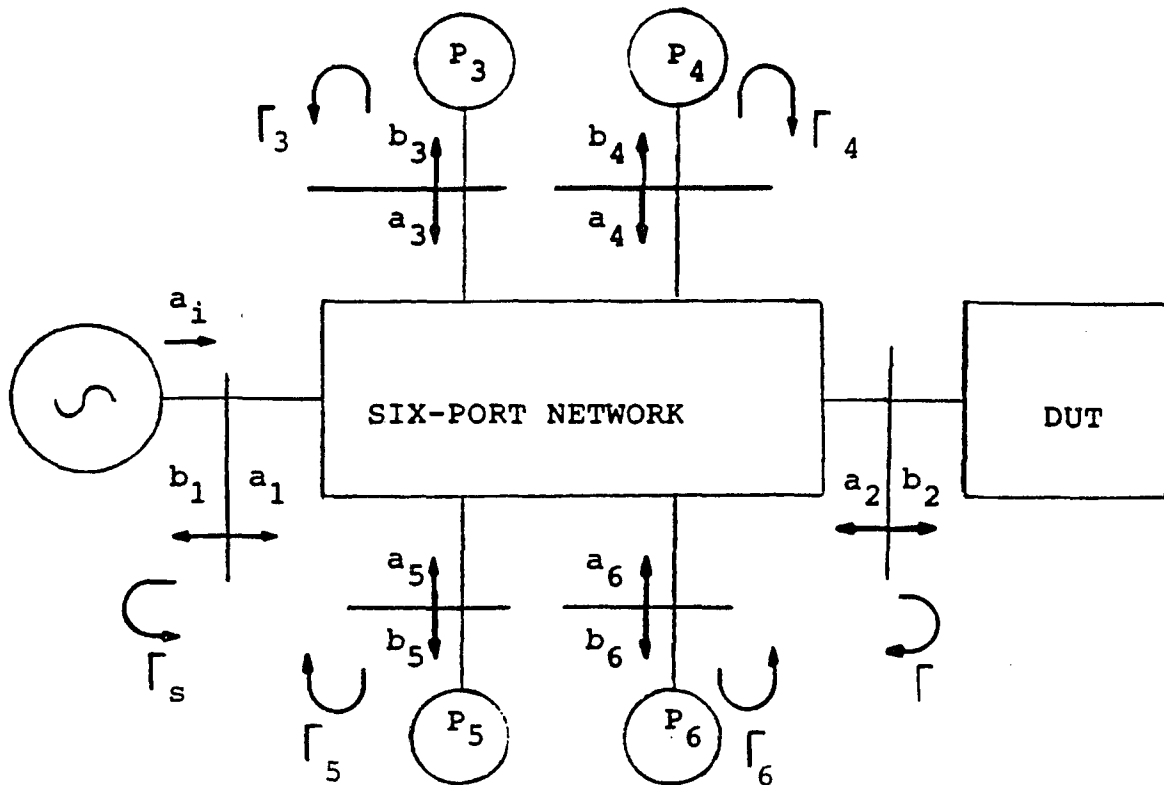 P3 P4
Γ3 Γ4
b3 b4
a3 a4
ai
SIX-PORT NETWORK DUT
b1 a1 a2 b2
a5 a6
b5 b6
Γs Γ
P5 P6
Γ5 Γ6